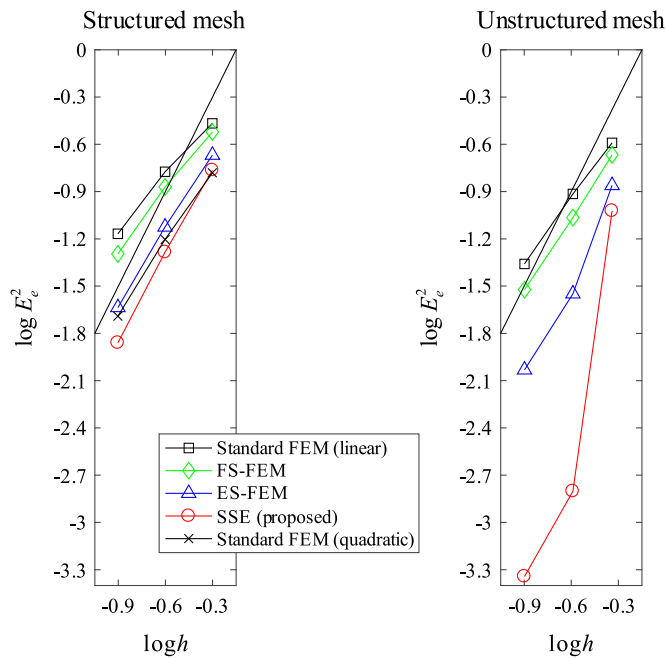 Structured mesh
0
-0.3
-0.6
-0.9
-1.2
-1.5
-1.8
-2.1
-2.4
-2.7
-3
-3.3
log E_e^2
-0.9 -0.6 -0.3
log h
Standard FEM (linear)
FS-FEM
ES-FEM
SSE (proposed)
Standard FEM (quadratic)
Unstructured mesh
0
-0.3
-0.6
-0.9
-1.2
-1.5
-1.8
-2.1
-2.4
-2.7
-3
-3.3
log E_e^2
-0.9 -0.6 -0.3
log h